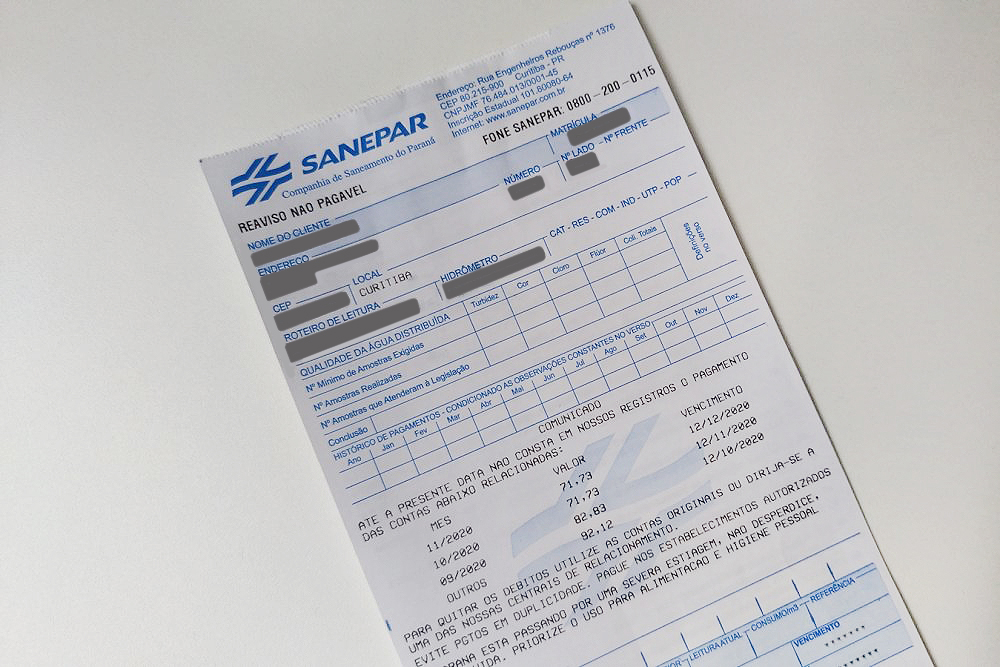 Endereço: Rua Engenheiros Rebouças nº 1376
CEP 80.215-900 Curitiba - PR
CNPJMF 76.484.013/0001-45
Inscrição Estadual 101.80080-64
Internet: www.sanepar.com.br
SANEPAR
Companhia de Saneamento do Paraná
FONE SANEPAR: 0800-200-0115
REAVISO NAO PAGAVEL
MATRÍCULA
NOME DO CLIENTE
NÚMERO
Nº LADO - Nº FRENTE
ENDEREÇO
CEP
LOCAL
CURITIBA
HIDRÔMETRO
CAT - RES - COM - IND - UTP - POP
ROTEIRO DE LEITURA
QUALIDADE DA ÁGUA DISTRIBUÍDA
Turbidez
Cor
Cloro
Flúor
Coli. Totais
Definições
no verso
Nº Mínimo de Amostras Exigidas
Nº Amostras Realizadas
Nº Amostras que Atenderam à Legislação
Conclusão
HISTÓRICO DE PAGAMENTOS - CONDICIONADO AS OBSERVAÇÕES CONSTANTES NO VERSO
Ano Jan Fev Mar Abr Mai Jun Jul Ago Set Out Nov Dez
COMUNICADO
ATE A PRESENTE DATA NAO CONSTA EM NOSSOS REGISTROS O PAGAMENTO
DAS CONTAS ABAIXO RELACIONADAS:
MES VALOR VENCIMENTO
11/2020 71,73 12/12/2020
10/2020 71,73 12/11/2020
09/2020 82,83 12/10/2020
OUTROS 92,12
PARA QUITAR OS DEBITOS UTILIZE AS CONTAS ORIGINAIS OU DIRIJA-SE A
UMA DAS NOSSAS CENTRAIS DE RELACIONAMENTO.
EVITE PGTOS EM DUPLICIDADE. PAGUE NOS ESTABELECIMENTOS AUTORIZADOS
PARANA ESTA PASSANDO POR UMA SEVERA ESTIAGEM, NAO DESPERDICE,
PRIORIZE O USO PARA ALIMENTACAO E HIGIENE PESSOAL
LEITURA ATUAL
CONSUMO/m3
REFERÊNCIA
VENCIMENTO
*******
*********